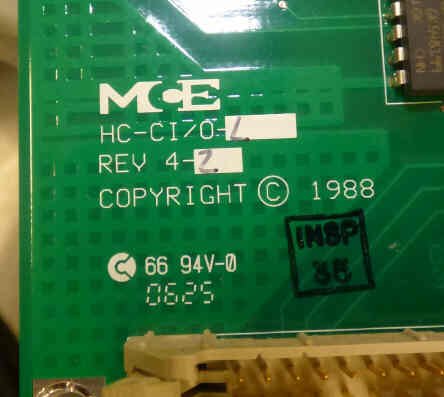 MCE
HC-CI/O-L
REV 4-2
COPYRIGHT © 1988
INSP
35
66 94V-0
0625